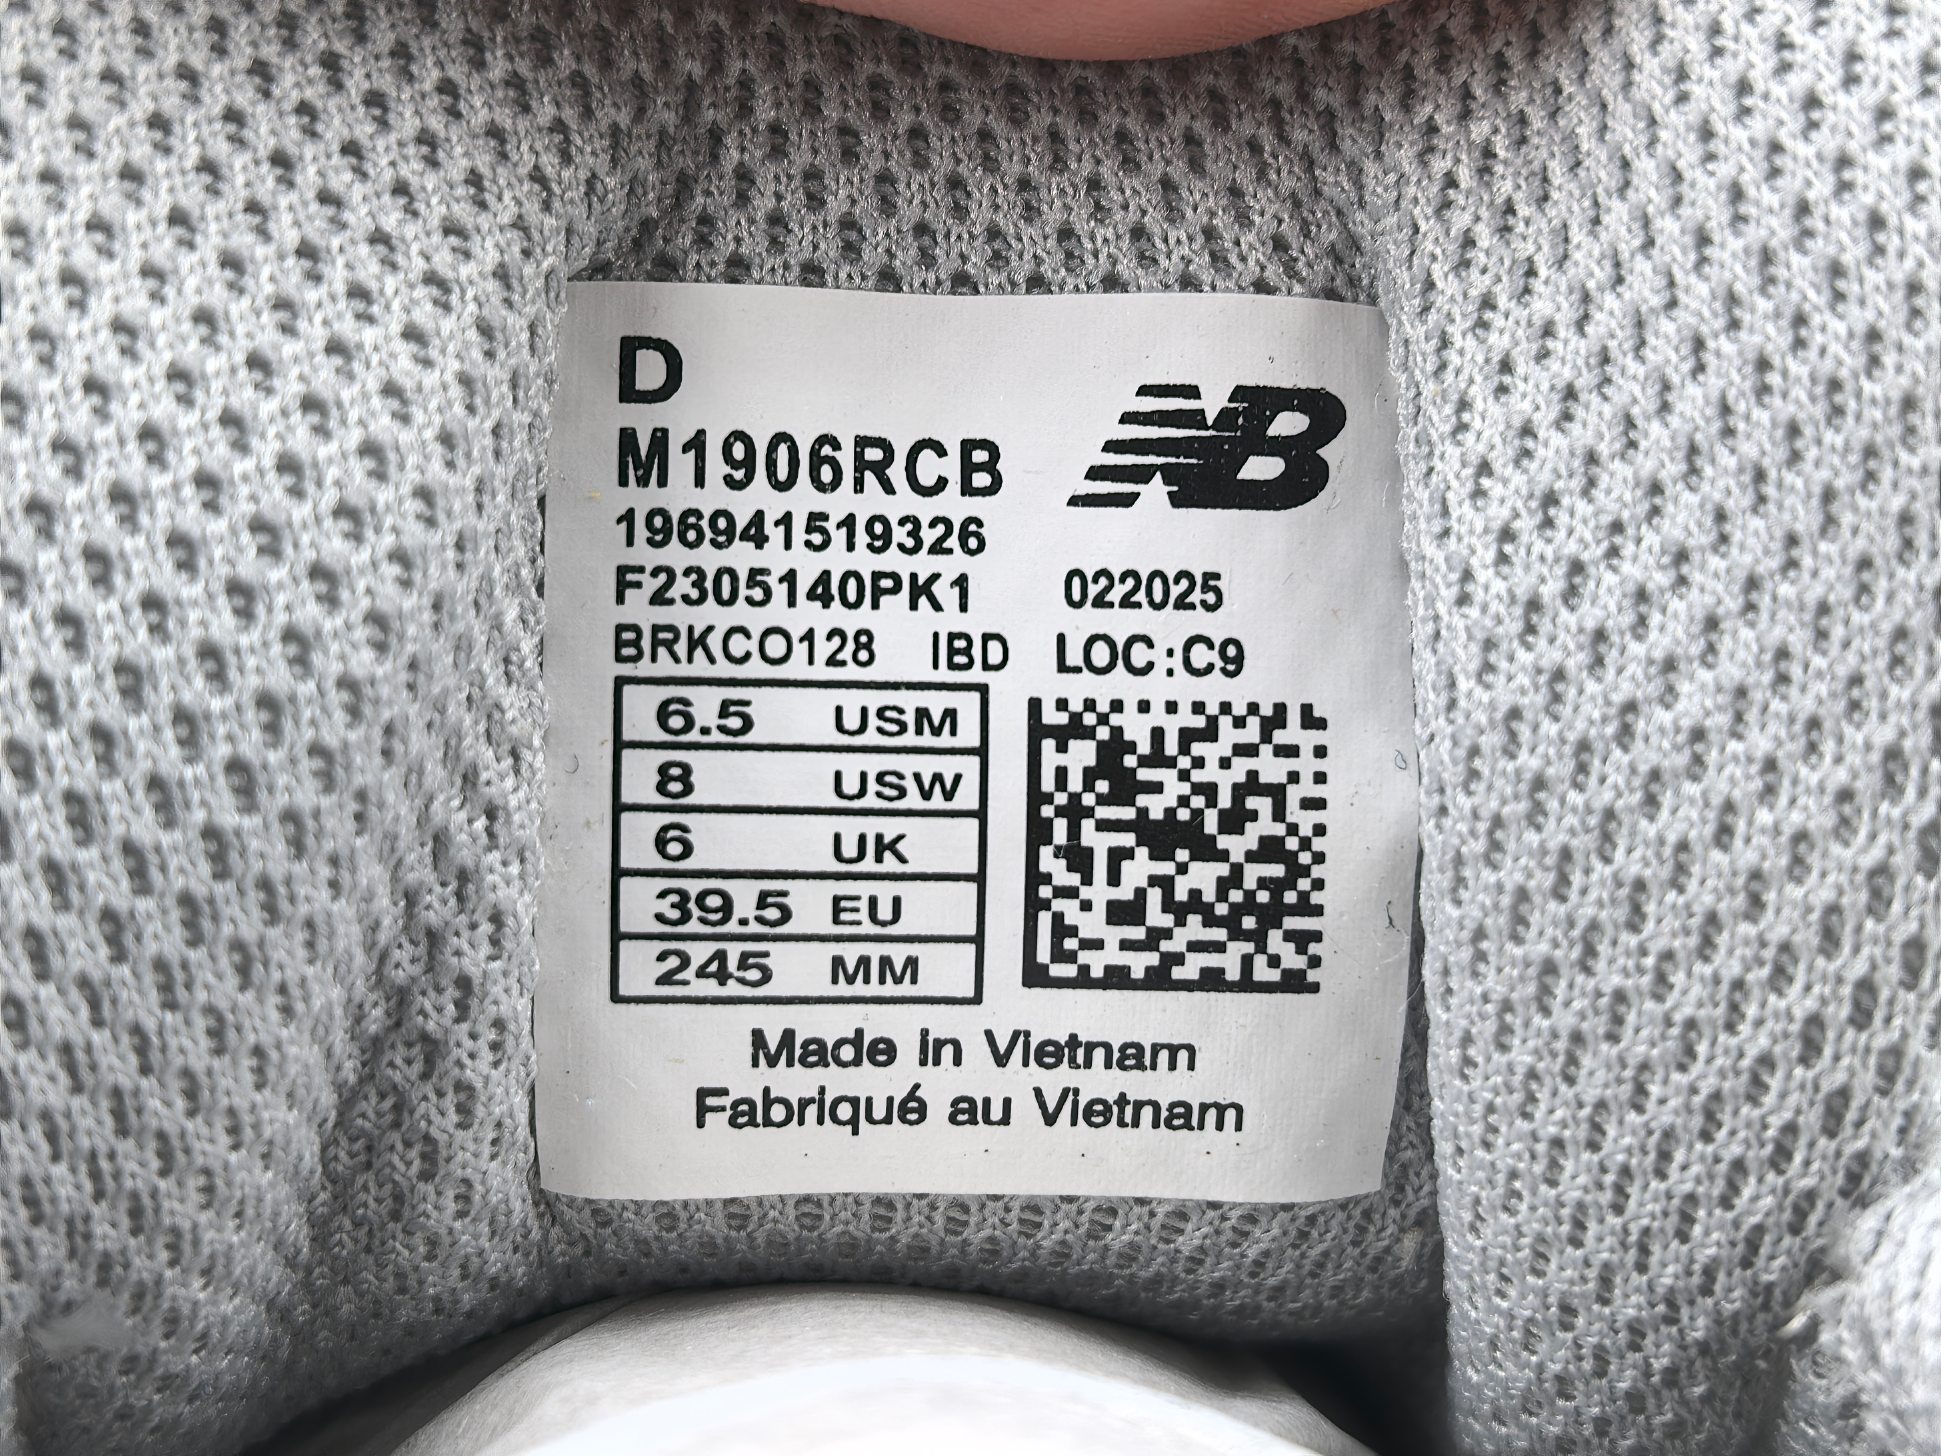 D
NB
M1906RCB
196941519326
F2305140PK1 022025
BRKCO128 IBD LOC:C9
6.5 USM
8 USW
6 UK
39.5 EU
245 MM
Made in Vietnam
Fabriqué au Vietnam